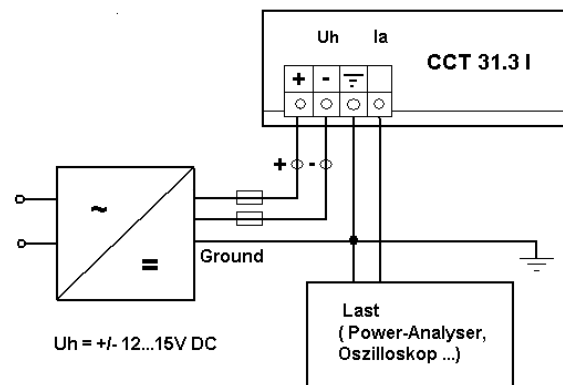 Uh Ia
CCT 31.3 I
+ -
+ -
~
=
Ground
Uh = +/- 12...15V DC
Last
( Power-Analyser,
Oszilloskop ...)